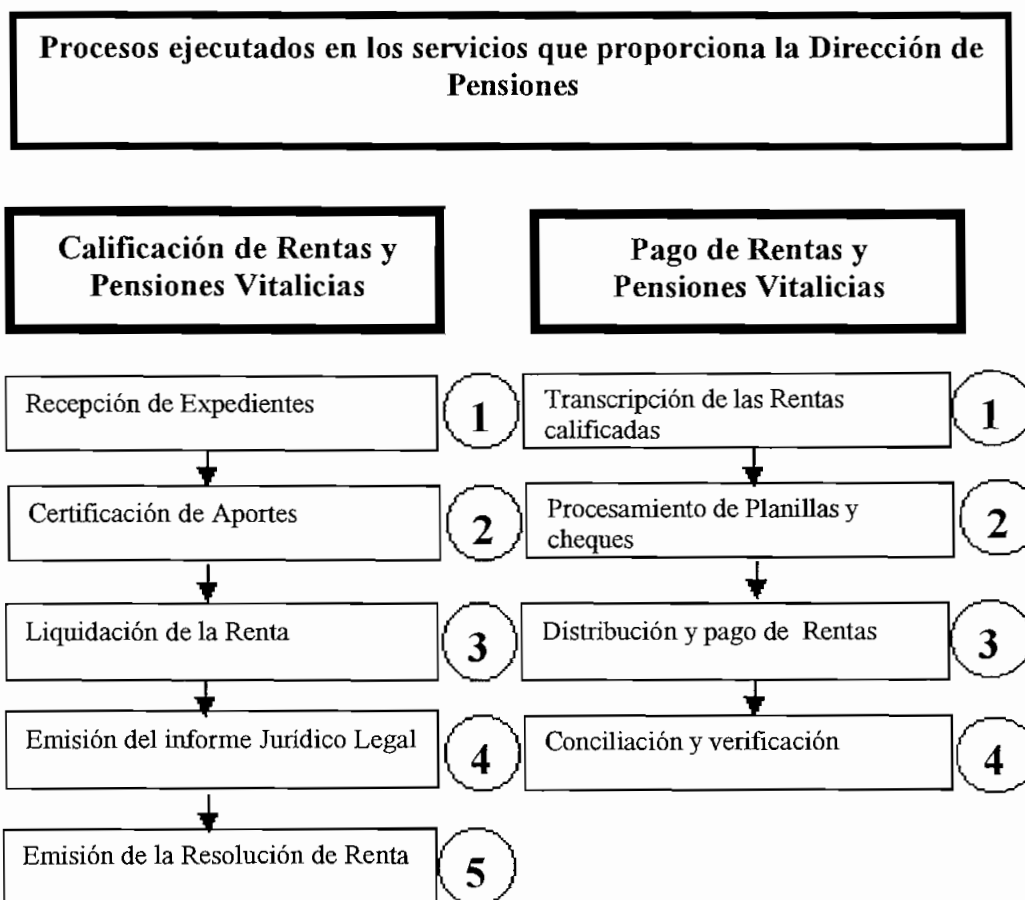 Procesos ejecutados en los servicios que proporciona la Dirección de
Pensiones
Calificación de Rentas y
Pensiones Vitalicias
Recepción de Expedientes
1
Certificación de Aportes
2
Liquidación de la Renta
3
Emisión del informe Jurídico Legal
4
Emisión de la Resolución de Renta
5
Pago de Rentas y
Pensiones Vitalicias
Transcripción de las Rentas
calificadas
1
Procesamiento de Planillas y
cheques
2
Distribución y pago de Rentas
3
Conciliación y verificación
4